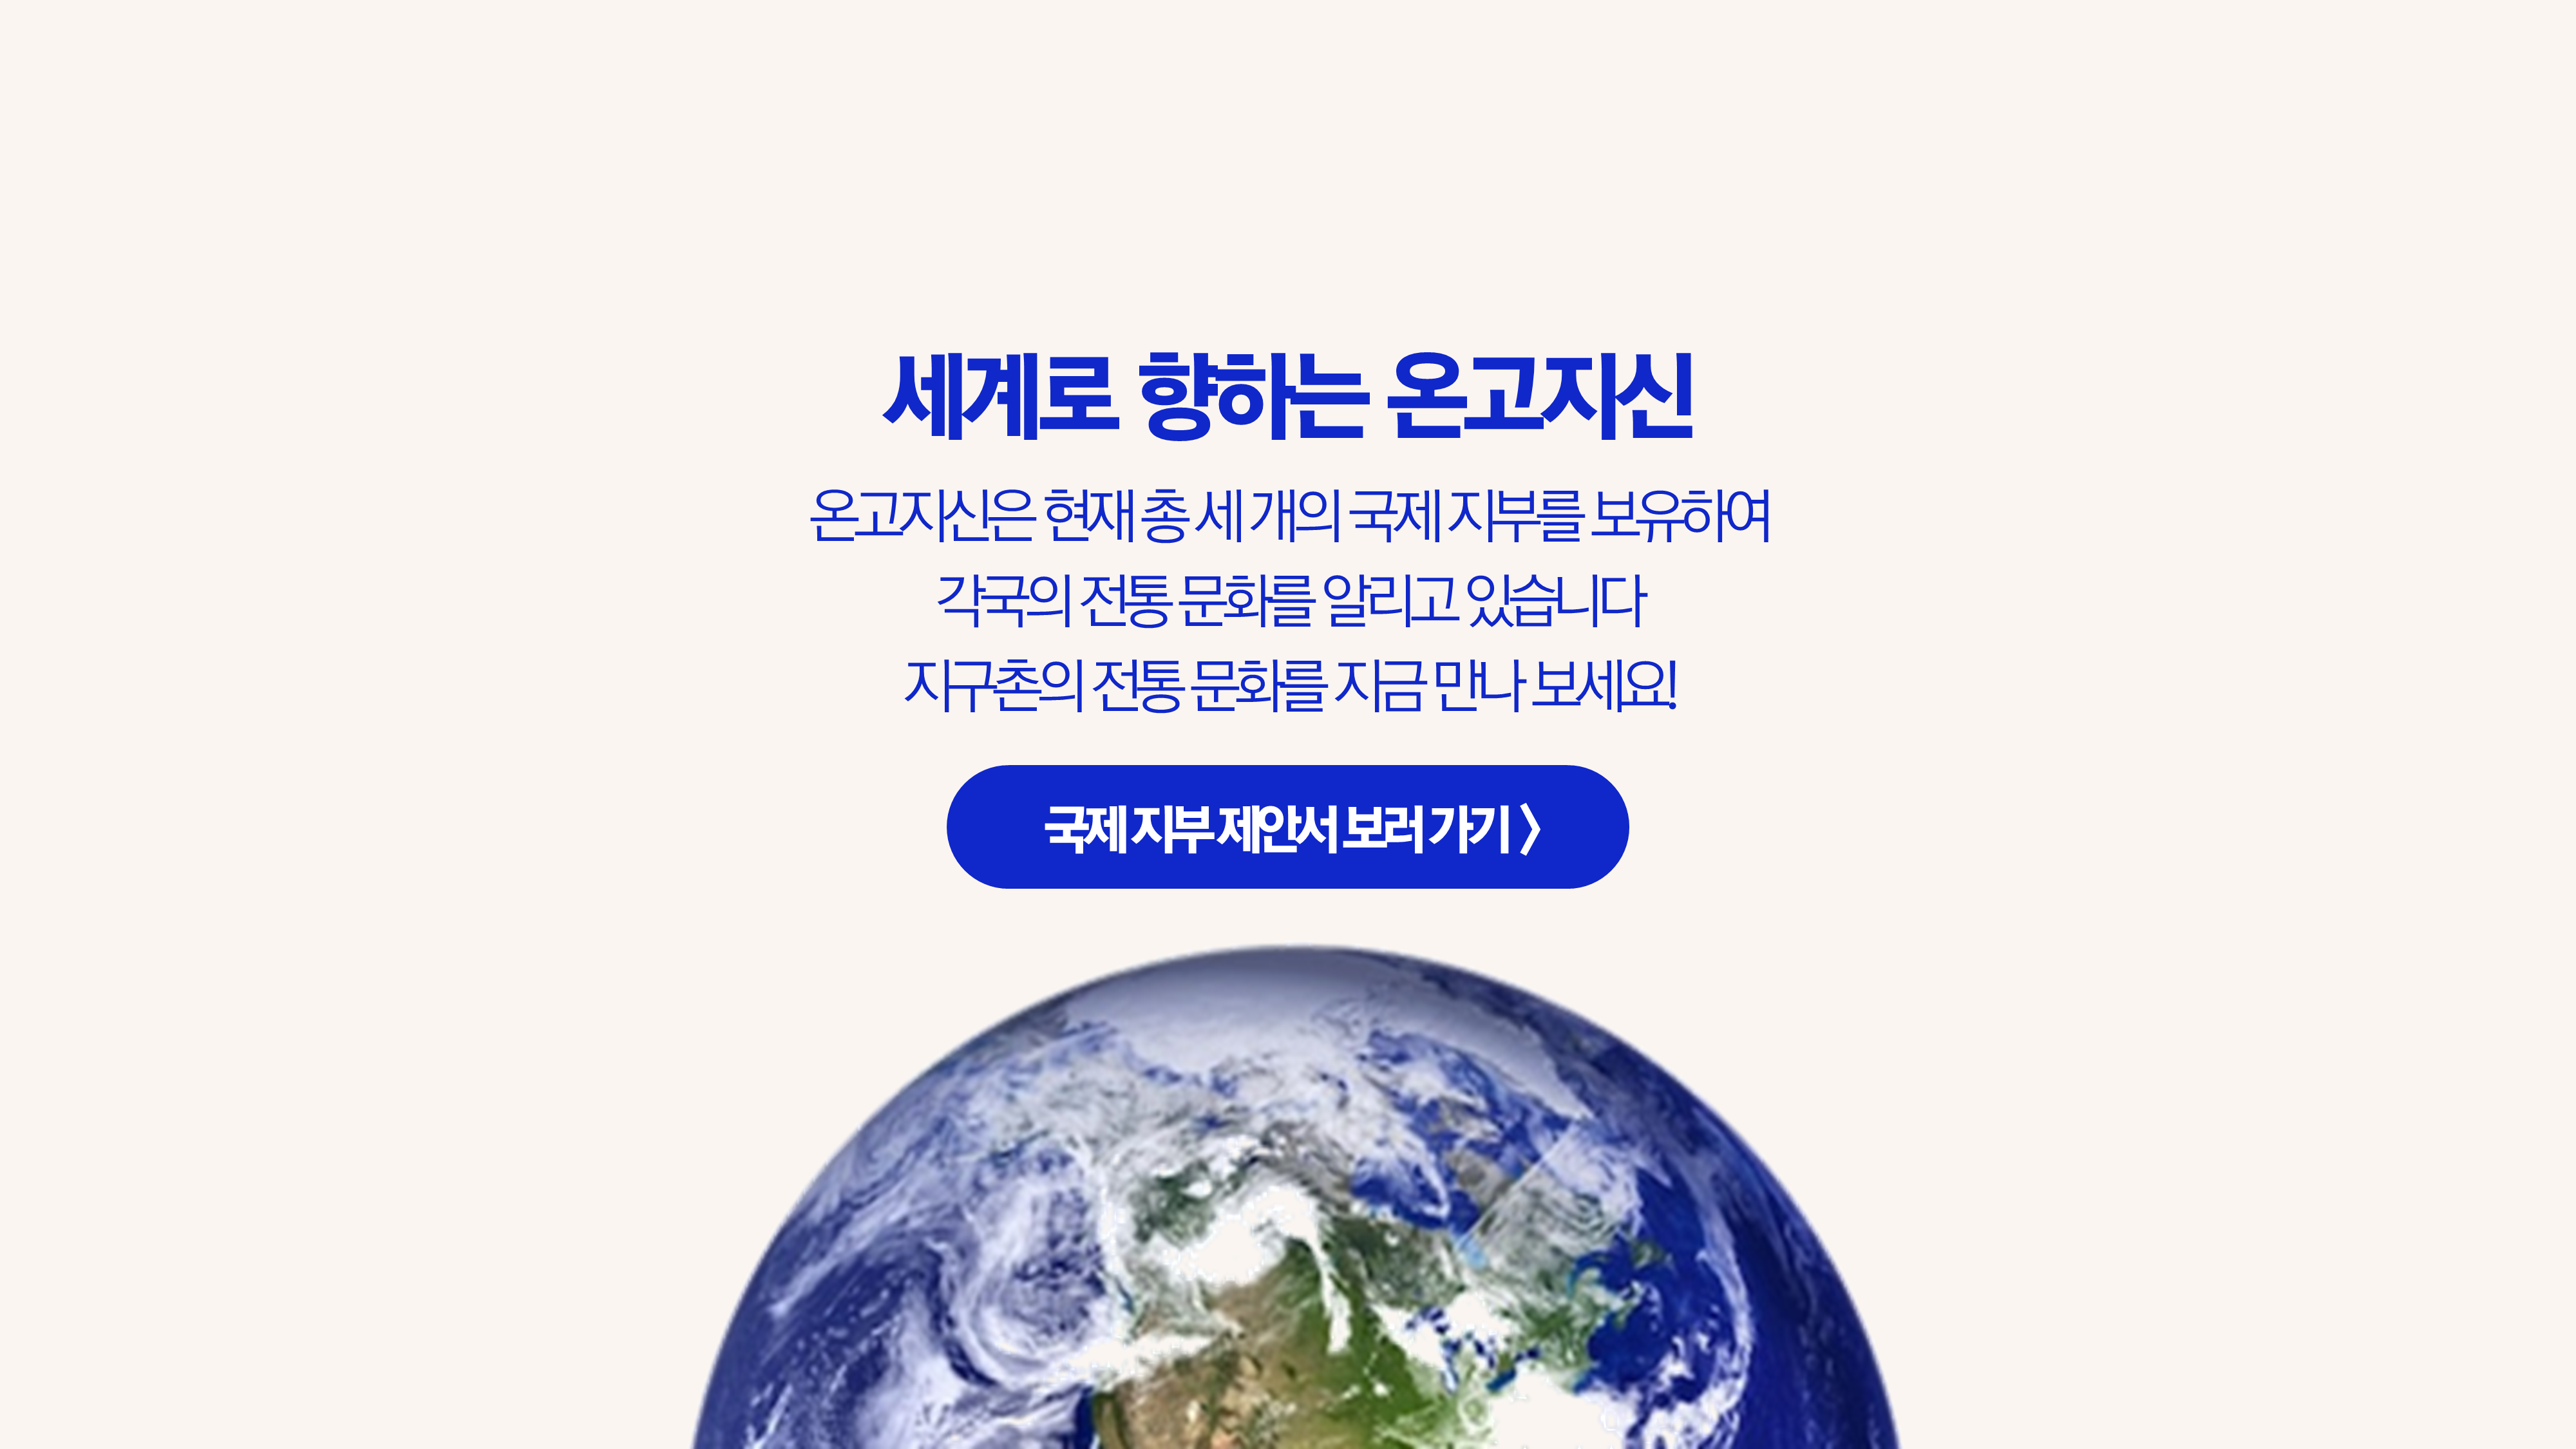 세계로 향하는 온고지신
온고지신은 현재 총 세 개의 국제 지부를 보유하여
각국의 전통 문화를 알리고 있습니다
지구촌의 전통 문화를 지금 만나 보세요!
국제 지부 제안서 보러 가기 〉